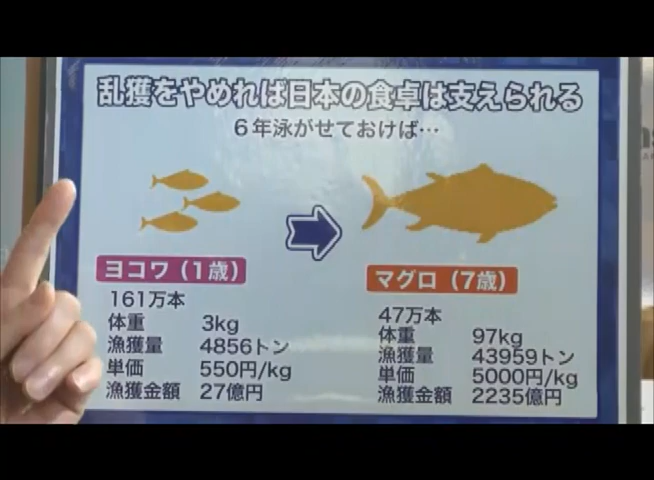 乱獲をやめれば日本の食卓は支えられる
6年泳がせておけば…
ヨコワ（1歳）
161万本
体重 3kg
漁獲量 4856トン
単価 550円/kg
漁獲金額 27億円
マグロ（7歳）
47万本
体重 97kg
漁獲量 43959トン
単価 5000円/kg
漁獲金額 2235億円